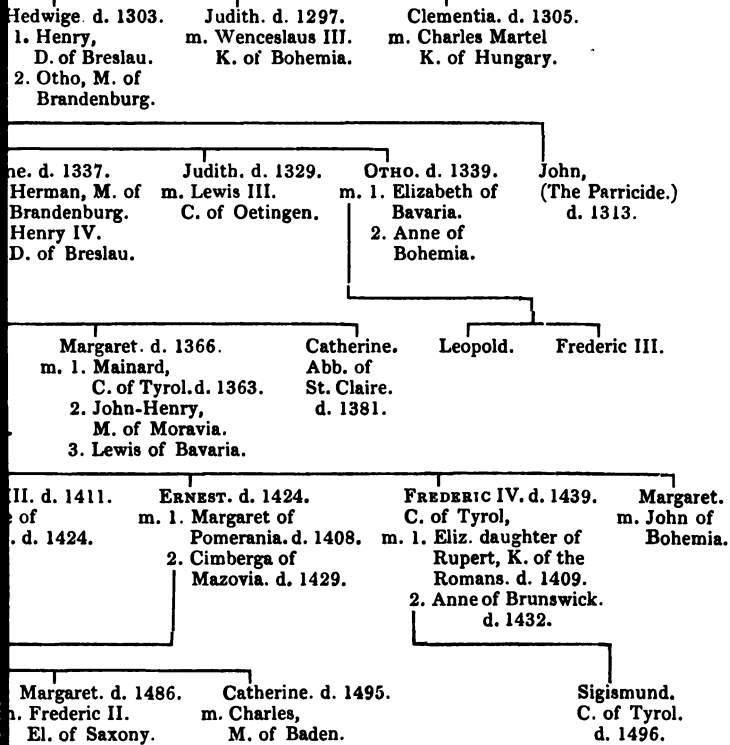 Hedwige. d. 1303.
1. Henry,
D. of Breslau.
2. Otho, M. of
Brandenburg.
Judith. d. 1297.
m. Wenceslaus III.
K. of Bohemia.
Clementia. d. 1305.
m. Charles Martel
K. of Hungary.
d. 1337.
Herman, M. of
Brandenburg.
Henry IV.
D. of Breslau.
Judith. d. 1329.
m. Lewis III.
C. of Oetingen.
OTHO. d. 1339.
m. 1. Elizabeth of
Bavaria.
2. Anne of
Bohemia.
John,
(The Parricide.)
d. 1313.
Margaret. d. 1366.
m. 1. Mainard,
C. of Tyrol. d. 1363.
2. John-Henry,
M. of Moravia.
3. Lewis of Bavaria.
Catherine.
Abb. of
St. Claire.
d. 1381.
Leopold.
Frederic III.
II. d. 1411.
of
. d. 1424.
ERNEST. d. 1424.
m. 1. Margaret of
Pomerania. d. 1408.
2. Cimberga of
Mazovia. d. 1429.
FREDERIC IV. d. 1439.
C. of Tyrol,
m. 1. Eliz. daughter of
Rupert, K. of the
Romans. d. 1409.
2. Anne of Brunswick.
d. 1432.
Margaret.
m. John of
Bohemia.
Margaret. d. 1486.
Frederic II.
El. of Saxony.
Catherine. d. 1495.
m. Charles,
M. of Baden.
Sigismund.
C. of Tyrol.
d. 1496.